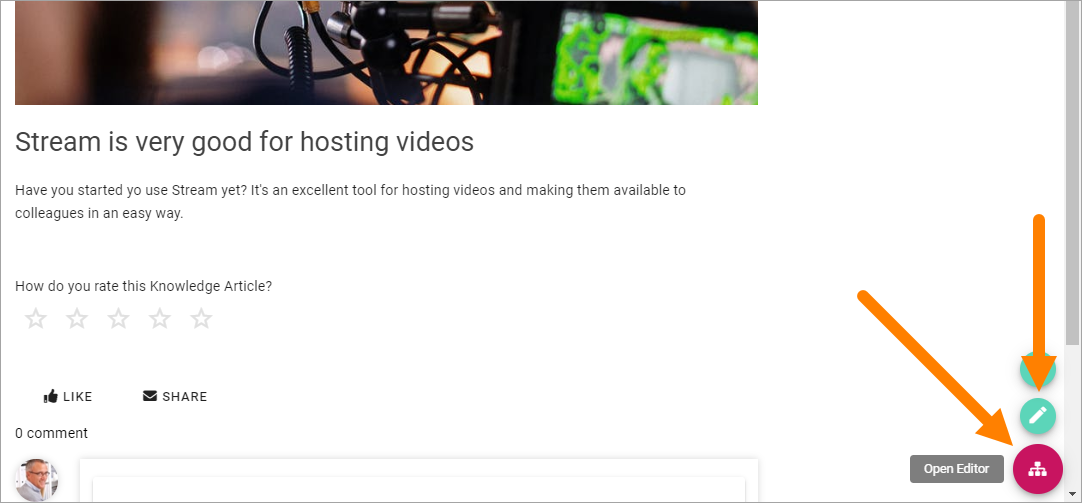 Stream is very good for hosting videos
Have you started yo use Stream yet? It's an excellent tool for hosting videos and making them available to
colleagues in an easy way.
How do you rate this Knowledge Article?
LIKE SHARE
0 comment
Open Editor